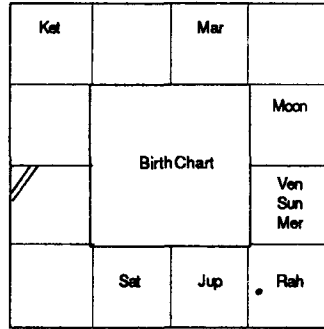 Ket Mar
Moon
Birth Chart
Ven
Sun
Mer
Sat Jup Rah